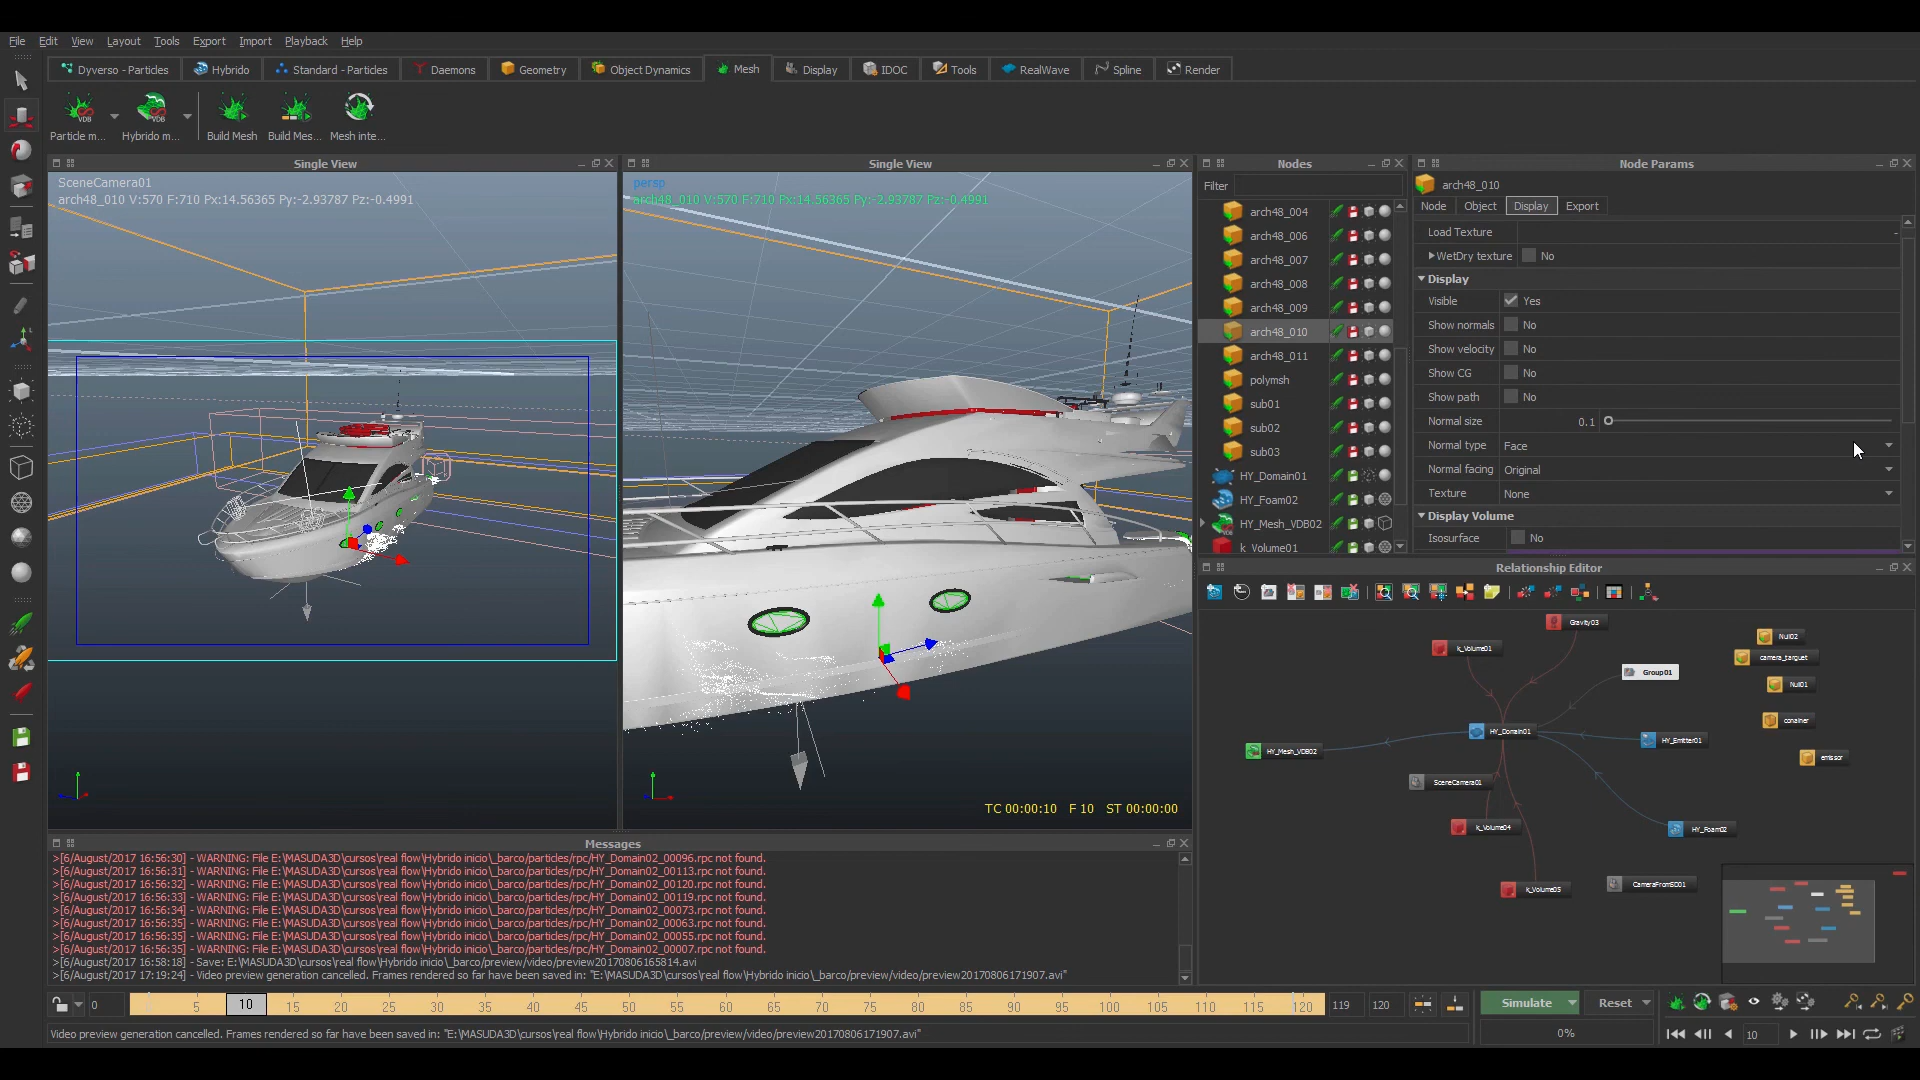 File Edit View Layout Tools Export Import Playback Help
Dyverso - Particles Hybrido Standard - Particles Daemons Geometry Object Dynamics Mesh Display IDOC Tools RealWave Spline Render
Particle m... Hybrido m... Build Mesh Build Mes... Mesh inte...
Single View
SceneCamera01
arch48_010 V:570 F:710 Px:14.56365 Py:-2.93787 Pz:-0.4991
Single View
persp
arch48_010 V:570 F:710 Px:14.56365 Py:-2.93787 Pz:-0.4991
TC 00:00:10 F 10 ST 00:00:00
Nodes
Filter
arch48_004
arch48_006
arch48_007
arch48_008
arch48_009
arch48_010
arch48_011
polymsh
sub01
sub02
sub03
HY_Domain01
HY_Foam02
HY_Mesh_VDB02
k_Volume01
Node Params
arch48_010
Node Object Display Export
Load Texture
WetDry texture No
Display
Visible Yes
Show normals No
Show velocity No
Show CG No
Show path No
Normal size 0.1
Normal type Face
Normal facing Original
Texture None
Display Volume
Isosurface No
Relationship Editor
Gravity03
k_Volume01
Null02
camera_targuet
Group01
Null01
HY_Domain01
HY_Emitter01
HY_Mesh_VDB02
SceneCamera01
k_Volume04
HY_Foam02
k_Volume05
CameraFromSD01
Messages
>[6/August/2017 16:56:30] - WARNING: File E:\MASUDA3D\cursos\real flow\Hybrido inicio\_barco/particles/rpc/HY_Domain02_00096.rpc not found.
>[6/August/2017 16:56:31] - WARNING: File E:\MASUDA3D\cursos\real flow\Hybrido inicio\_barco/particles/rpc/HY_Domain02_00113.rpc not found.
>[6/August/2017 16:56:32] - WARNING: File E:\MASUDA3D\cursos\real flow\Hybrido inicio\_barco/particles/rpc/HY_Domain02_00120.rpc not found.
>[6/August/2017 16:56:33] - WARNING: File E:\MASUDA3D\cursos\real flow\Hybrido inicio\_barco/particles/rpc/HY_Domain02_00119.rpc not found.
>[6/August/2017 16:56:34] - WARNING: File E:\MASUDA3D\cursos\real flow\Hybrido inicio\_barco/particles/rpc/HY_Domain02_00073.rpc not found.
>[6/August/2017 16:56:35] - WARNING: File E:\MASUDA3D\cursos\real flow\Hybrido inicio\_barco/particles/rpc/HY_Domain02_00063.rpc not found.
>[6/August/2017 16:56:35] - WARNING: File E:\MASUDA3D\cursos\real flow\Hybrido inicio\_barco/particles/rpc/HY_Domain02_00055.rpc not found.
>[6/August/2017 16:56:35] - WARNING: File E:\MASUDA3D\cursos\real flow\Hybrido inicio\_barco/particles/rpc/HY_Domain02_00007.rpc not found.
>[6/August/2017 16:58:18] - Save: E:\MASUDA3D\cursos\real flow\Hybrido inicio\_barco/preview/video/preview20170806165814.avi
>[6/August/2017 17:19:24] - Video preview generation cancelled. Frames rendered so far have been saved in: "E:\MASUDA3D\cursos\real flow\Hybrido inicio\_barco/preview/video/preview20170806171907.avi"
0 5 10 15 20 25 30 35 40 45 50 55 60 65 70 75 80 85 90 95 100 105 110 115 120 119 120
Simulate Reset
Video preview generation cancelled. Frames rendered so far have been saved in: "E:\MASUDA3D\cursos\real flow\Hybrido inicio\_barco/preview/video/preview20170806171907.avi"
0%
10